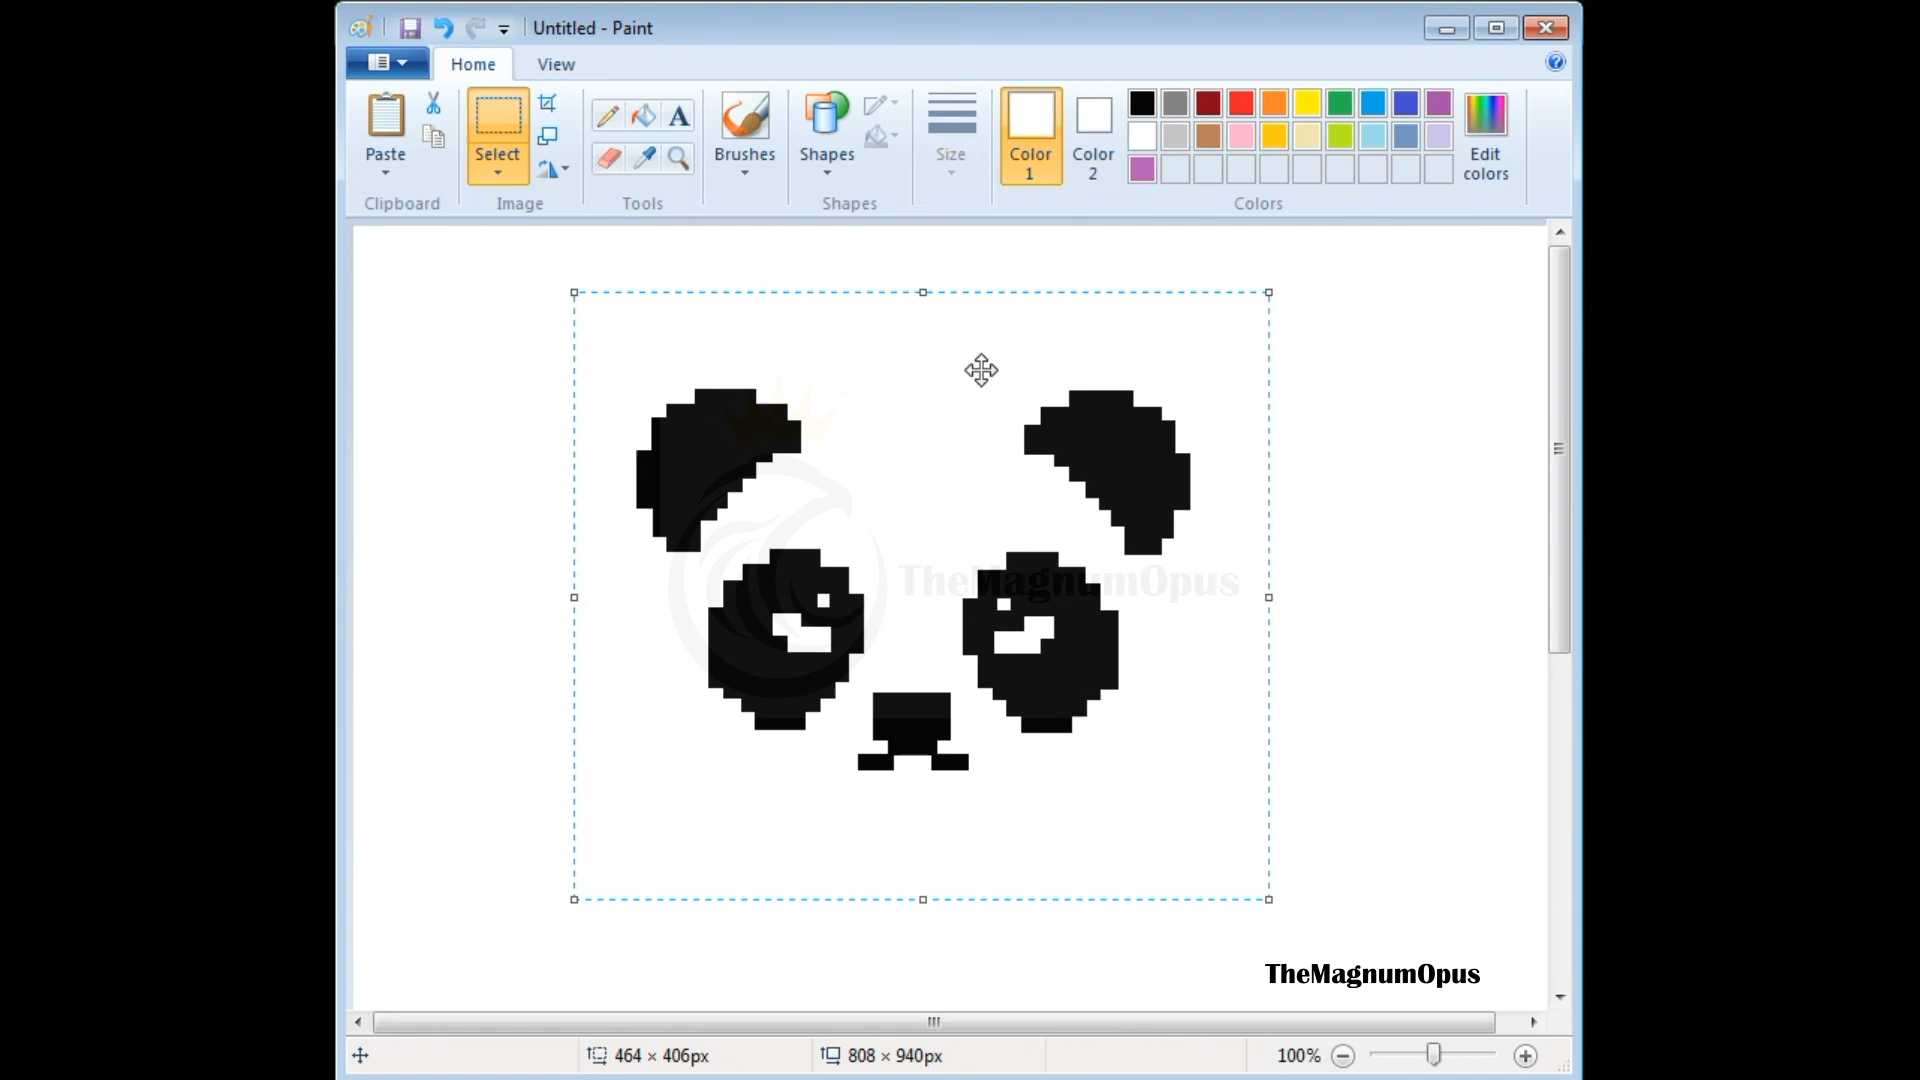 Untitled - Paint
Home View
Paste
Select
Brushes
Shapes
Size
Color 1
Color 2
Edit colors
Clipboard
Image
Tools
Shapes
Colors
TheMagnumOpus
TheMagnumOpus
464 × 406px
808 × 940px
100%